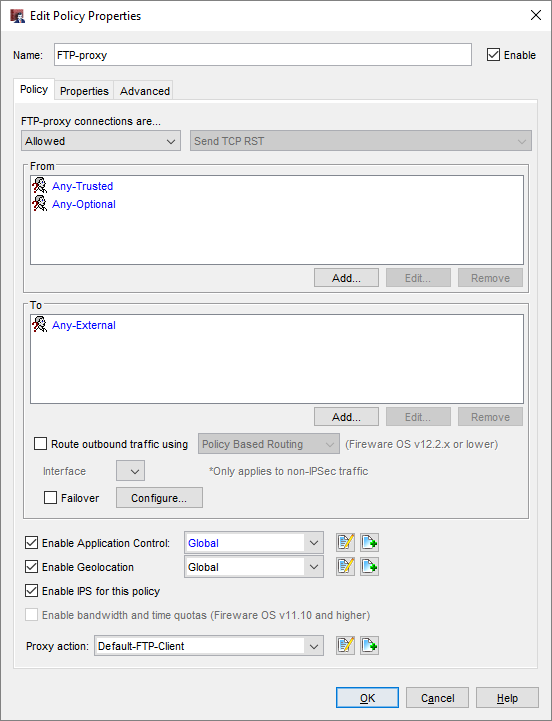 Edit Policy Properties
Name: FTP-proxy Enable
Policy Properties Advanced
FTP-proxy connections are...
Allowed Send TCP RST
From
Any-Trusted
Any-Optional
Add... Edit... Remove
To
Any-External
Add... Edit... Remove
Route outbound traffic using Policy Based Routing (Fireware OS v12.2.x or lower)
Interface *Only applies to non-IPSec traffic
Failover Configure...
Enable Application Control: Global
Enable Geolocation Global
Enable IPS for this policy
Enable bandwidth and time quotas (Fireware OS v11.10 and higher)
Proxy action: Default-FTP-Client
OK Cancel Help